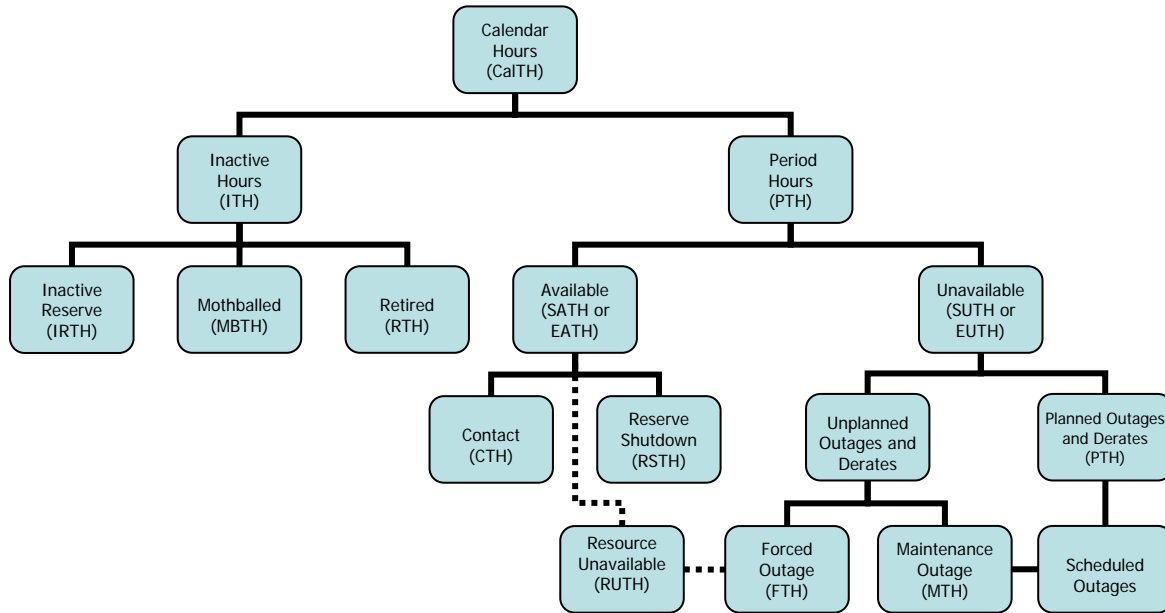 Calendar
Hours
(CalTH)
Inactive
Hours
(ITH)
Period
Hours
(PTH)
Inactive
Reserve
(IRTH)
Mothballed
(MBTH)
Retired
(RTH)
Available
(SATH or
EATH)
Unavailable
(SUTH or
EUTH)
Contact
(CTH)
Reserve
Shutdown
(RSTH)
Unplanned
Outages and
Derates
Planned Outages
and Derates
(PTH)
Resource
Unavailable
(RUTH)
Forced
Outage
(FTH)
Maintenance
Outage
(MTH)
Scheduled
Outages